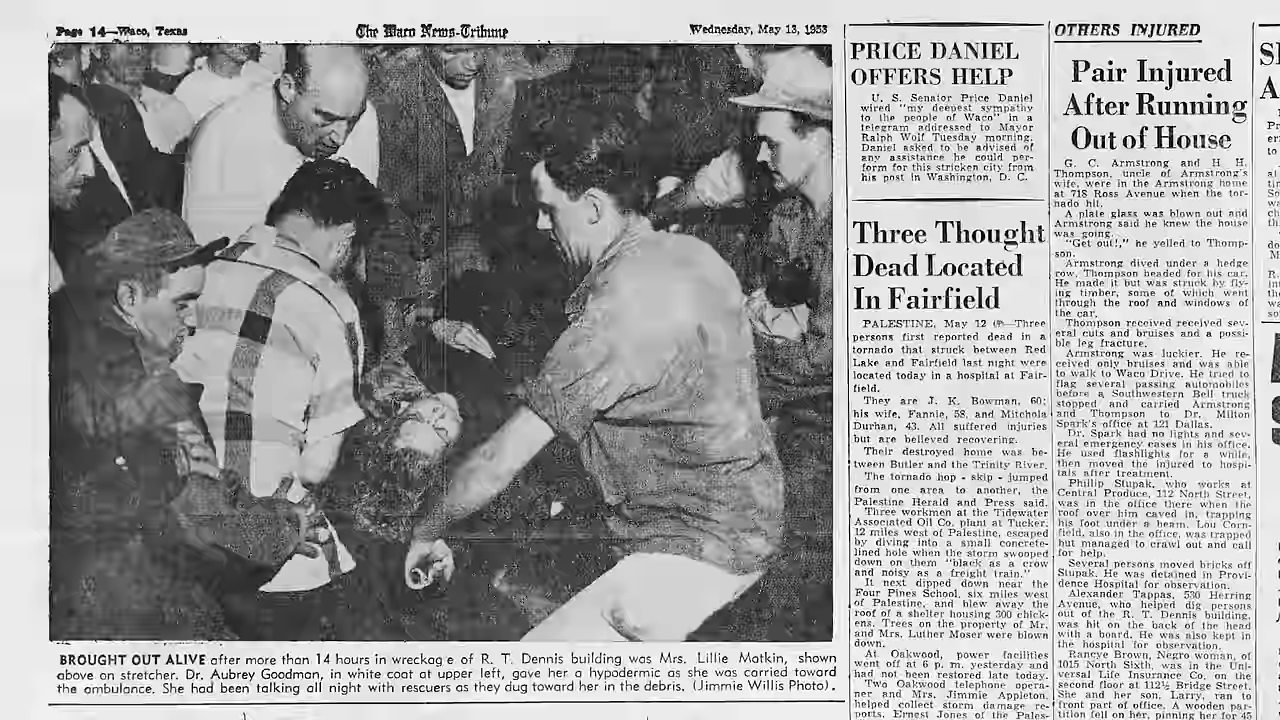 Page 14—Waco, Texas
The Waco News-Tribune
Wednesday, May 13, 1953
BROUGHT OUT ALIVE after more than 14 hours in wreckage of R. T. Dennis building was Mrs. Lillie Matkin, shown
above on stretcher. Dr. Aubrey Goodman, in white coat at upper left, gave her a hypodermic as she was carried toward
the ambulance. She had been talking all night with rescuers as they dug toward her in the debris. (Jimmie Willis Photo).
PRICE DANIEL
OFFERS HELP
U. S. Senator Price Daniel
wired "my deepest sympathy
to the people of Waco" in a
telegram addressed to Mayor
Ralph Wolf Tuesday morning.
Daniel asked to be advised of
any assistance he could per-
form for this stricken city from
his post in Washington, D. C.
Three Thought
Dead Located
In Fairfield
PALESTINE, May 12 (AP)—Three
persons first reported dead in a
tornado that struck between Red
Lake and Fairfield last night were
located today in a hospital at Fair-
field.
They are J. K. Bowman, 60;
his wife, Fannie, 58, and Mitchola
Durhan, 43. All suffered injuries
but are believed recovering.
Their destroyed home was be-
tween Butler and the Trinity River.
The tornado hop - skip - jumped
from one area to another, the
Palestine Herald and Press said.
Three workmen at the Tidewater
Associated Oil Co. plant at Tucker,
12 miles west of Palestine, escaped
by diving into a small concrete-
lined hole when the storm swooped
down on them "black as a crow
and noisy as a freight train."
It next dipped down near the
Four Pines School, six miles west
of Palestine, and blew away the
roof of a shelter housing 300 chick-
ens. Trees on the property of Mr.
and Mrs. Luther Moser were blown
down.
At Oakwood, power facilities
went off at 6 p. m. yesterday and
had not been restored late today.
Two Oakwood telephone opera-
ner and Mrs. Jimmie Appleton,
helped collect storm damage re-
ports. Ernest Jones of the Pales-
OTHERS INJURED
Pair Injured
After Running
Out of House
G. C. Armstrong and H H.
Thompson, uncle of Armstrong's
wife, were in the Armstrong home
at 718 Ross Avenue when the tor-
nado hit.
A plate glass was blown out and
Armstrong said he knew the house
was going.
"Get out!," he yelled to Thomp-
son.
Armstrong dived under a hedge
row, Thompson headed for his car.
He made it but was struck by fly-
ing timber, some of which went
through the roof and windows of
the car.
Thompson received received sev-
eral cuts and bruises and a possi-
ble leg fracture.
Armstrong was luckier. He re-
ceived only bruises and was able
to walk to Waco Drive. He tried to
flag several passing automobiles
before a Southwestern Bell truck
stopped and carried Armstrong
and Thompson to Dr. Milton
Spark's office at 121 Dallas.
Dr. Spark had no lights and sev-
eral emergency cases in his office.
He used flashlights for a while,
then moved the injured to hospi-
tals after treatment.
Phillip Stupak, who works at
Central Produce, 112 North Street,
was in the office there when the
roof over him caved in, trapping
his foot under a beam. Lou Corn-
field, also in the office, was trapped
but managed to crawl out and call
for help.
Several persons moved bricks off
Stupak. He was detained in Provi-
dence Hospital for observation.
Alexander Tappas, 530 Herring
Avenue, who helped dig persons
out of the R. T. Dennis building,
was hit on the back of the head
with a board. He was also kept in
the hospital for observation.
Rancye Brown, Negro woman, of
1015 North Sixth, was in the Uni-
versal Life Insurance Co. on the
second floor at 112½ Bridge Street.
She and her son, Larry, ran to
front part of office. A wooden par-
tition fell on her, pinning her for 45